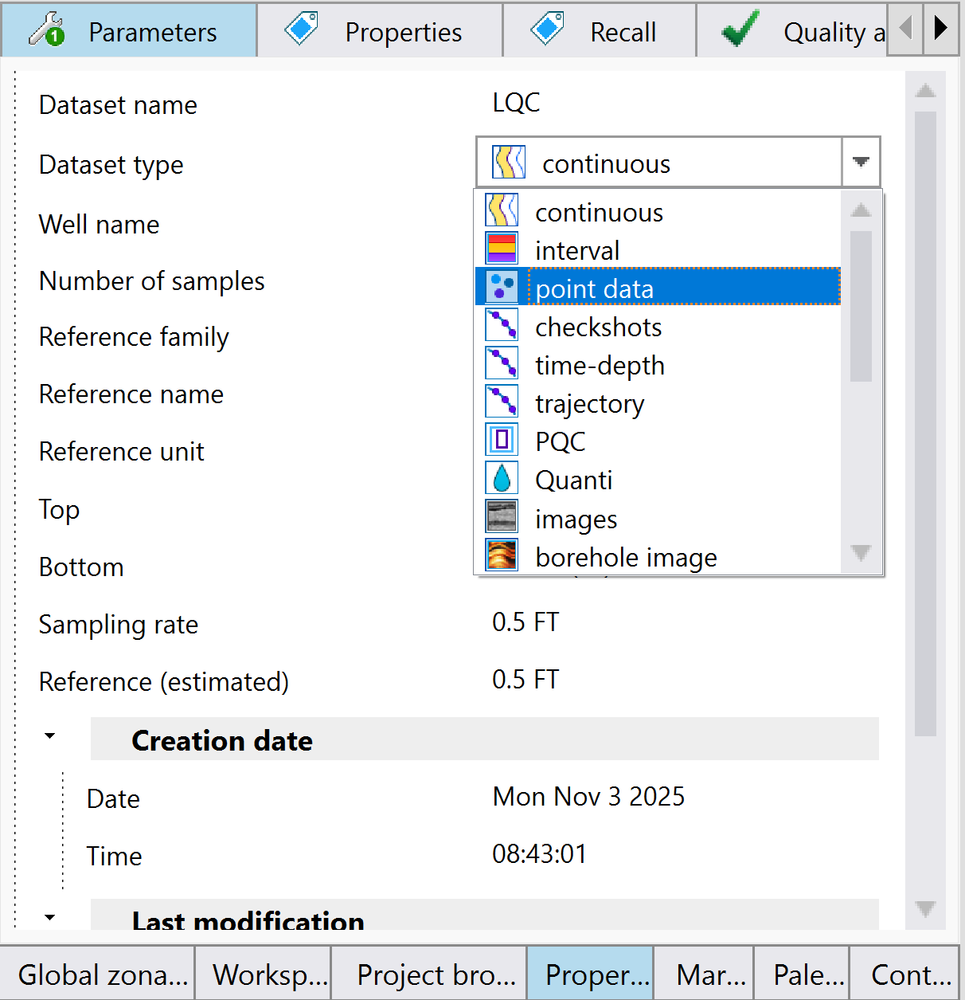 Parameters
Properties
Recall
Quality a
Dataset name
LQC
Dataset type
continuous
Well name
Number of samples
Reference family
Reference name
Reference unit
Top
Bottom
continuous
interval
point data
checkshots
time-depth
trajectory
PQC
Quanti
images
borehole image
Sampling rate
0.5 FT
Reference (estimated)
0.5 FT
Creation date
Date
Mon Nov 3 2025
Time
08:43:01
Last modification
Global zona...
Worksp...
Project bro...
Proper...
Mar...
Pale...
Cont...